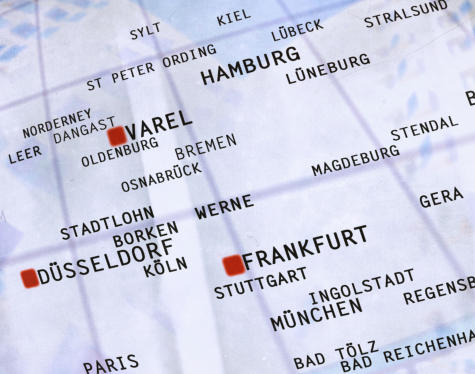 SYLT
KIEL
LÜBECK
STRALSUND
ST PETER ORDING
HAMBURG
LÜNEBURG
NORDERNEY
DANGAST
VAREL
LEER
OLDENBURG
BREMEN
STENDAL
OSNABRÜCK
MAGDEBURG
STADTLOHN
WERNE
GERA
BORKEN
DÜSSELDORF
KÖLN
FRANKFURT
STUTTGART
INGOLSTADT
REGENSB
MÜNCHEN
PARIS
BAD TÖLZ
BAD REICHENHA